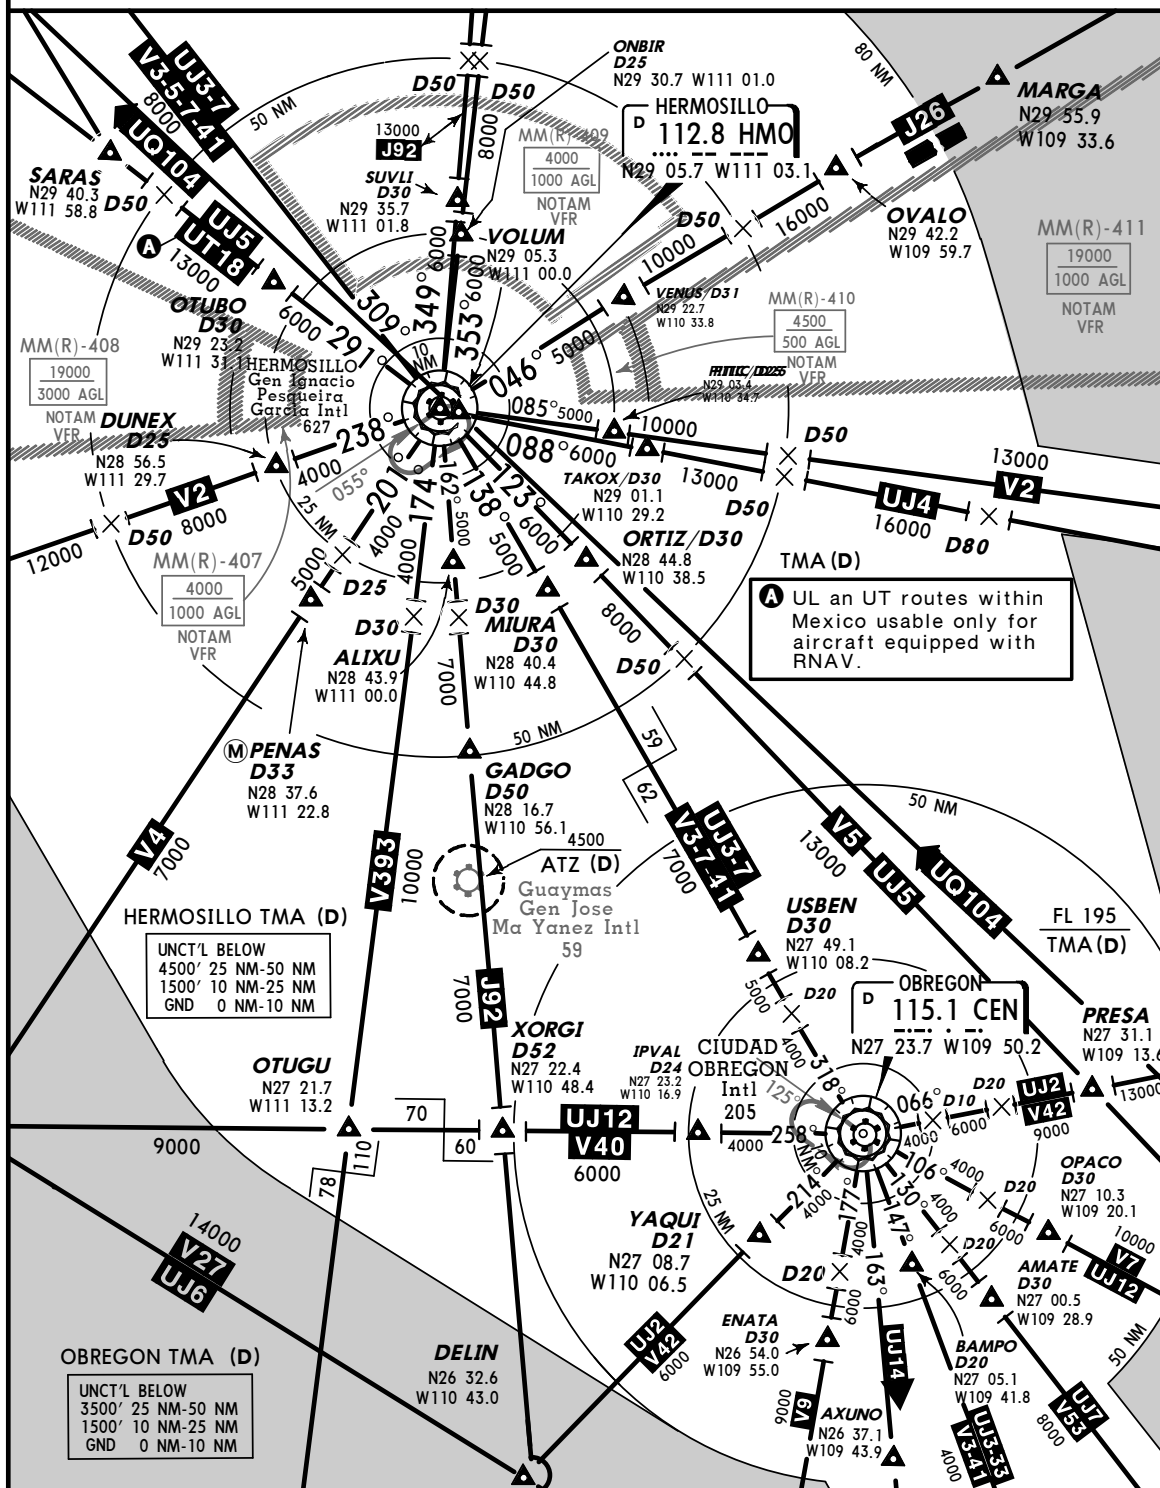 ONBIR
D25
N29 30.7 W111 01.0
80 NM
MARGA
N29 55.9
W109 33.6
J26
HERMOSILLO
D 112.8 HMO
N29 05.7 W111 03.1
UJ3-7
V3-5-7-41
8000
50 NM
D50
D50
8000
13000
J92
MM(R)-409
4000
1000 AGL
NOTAM
VFR
UQ104
SARAS
N29 40.3
W111 58.8
D50
SUVLI
D30
N29 35.7
W111 01.8
D50
16000
OVALO
N29 42.2
W109 59.7
MM(R)-411
19000
1000 AGL
NOTAM
VFR
UJ5
UT18
A
13000
VOLUM
N29 05.3
W111 00.0
10000
VENUS/D31
N29 22.7
W110 33.8
MM(R)-410
4500
500 AGL
NOTAM
VFR
OTUBO
D30
N29 23.2
W111 31.1
6000
291°
309°
349°
6000
353°
6000
046°
5000
10
NM
MM(R)-408
19000
3000 AGL
NOTAM
VFR
HERMOSILLO
Gen Ignacio
Pesqueira
Garcia Intl
627
N29 03.4
W110 34.7
085°
5000
10000
D50
13000
V2
088°
6000
13000
D50
UJ4
16000
D80
DUNEX
D25
N28 56.5
W111 29.7
238°
4000
055°
V2
8000
D50
12000
25 NM
201°
4000
5000
D25
174°
4000
D30
162°
5000
D30
138°
5000
123°
6000
TAKOX/D30
N29 01.1
W110 29.2
ORTIZ/D30
N28 44.8
W110 38.5
TMA (D)
A UL an UT routes within
Mexico usable only for
aircraft equipped with
RNAV.
MM(R)-407
4000
1000 AGL
NOTAM
VFR
ALIXU
N28 43.9
W111 00.0
MIURA
D30
N28 40.4
W110 44.8
7000
8000
D50
50 NM
59
62
M PENAS
D33
N28 37.6
W111 22.8
GADGO
D50
N28 16.7
W110 56.1
V4
7000
V393
10000
4500
ATZ (D)
Guaymas
Gen Jose
Ma Yanez Intl
59
UJ3-7
V3-7-41
7000
50 NM
V5
13000
UJ5
UQ104
HERMOSILLO TMA (D)
UNCT'L BELOW
4500' 25 NM-50 NM
1500' 10 NM-25 NM
GND 0 NM-10 NM
USBEN
D30
N27 49.1
W110 08.2
FL 195
TMA(D)
J92
7000
5000
D20
4000
318°
OBREGON
D 115.1 CEN
N27 23.7 W109 50.2
PRESA
N27 31.1
W109 13.6
OTUGU
N27 21.7
W111 13.2
XORGI
D52
N27 22.4
W110 48.4
IPVAL
D24
N27 23.2
W110 16.9
CIUDAD
OBREGON
Intl
205
125°
9000
110
78
70
60
UJ12
V40
6000
4000
258°
10
NM
066°
4000
D10
6000
D20
UJ2
V42
9000
13000
106°
4000
D20
6000
OPACO
D30
N27 10.3
W109 20.1
10000
V7
UJ12
25 NM
214°
4000
177°
4000
D20
6000
163°
147°
130°
4000
D20
6000
YAQUI
D21
N27 08.7
W110 06.5
AMATE
D30
N27 00.5
W109 28.9
50 NM
14000
V27
UJ6
UJ2
V42
6000
ENATA
D30
N26 54.0
W109 55.0
UJ14
BAMPO
D20
N27 05.1
W109 41.8
UJ7
V53
8000
OBREGON TMA (D)
UNCT'L BELOW
3500' 25 NM-50 NM
1500' 10 NM-25 NM
GND 0 NM-10 NM
DELIN
N26 32.6
W110 43.0
9000
V9
AXUNO
N26 37.1
W109 43.9
UJ3-33
V3-41
4000